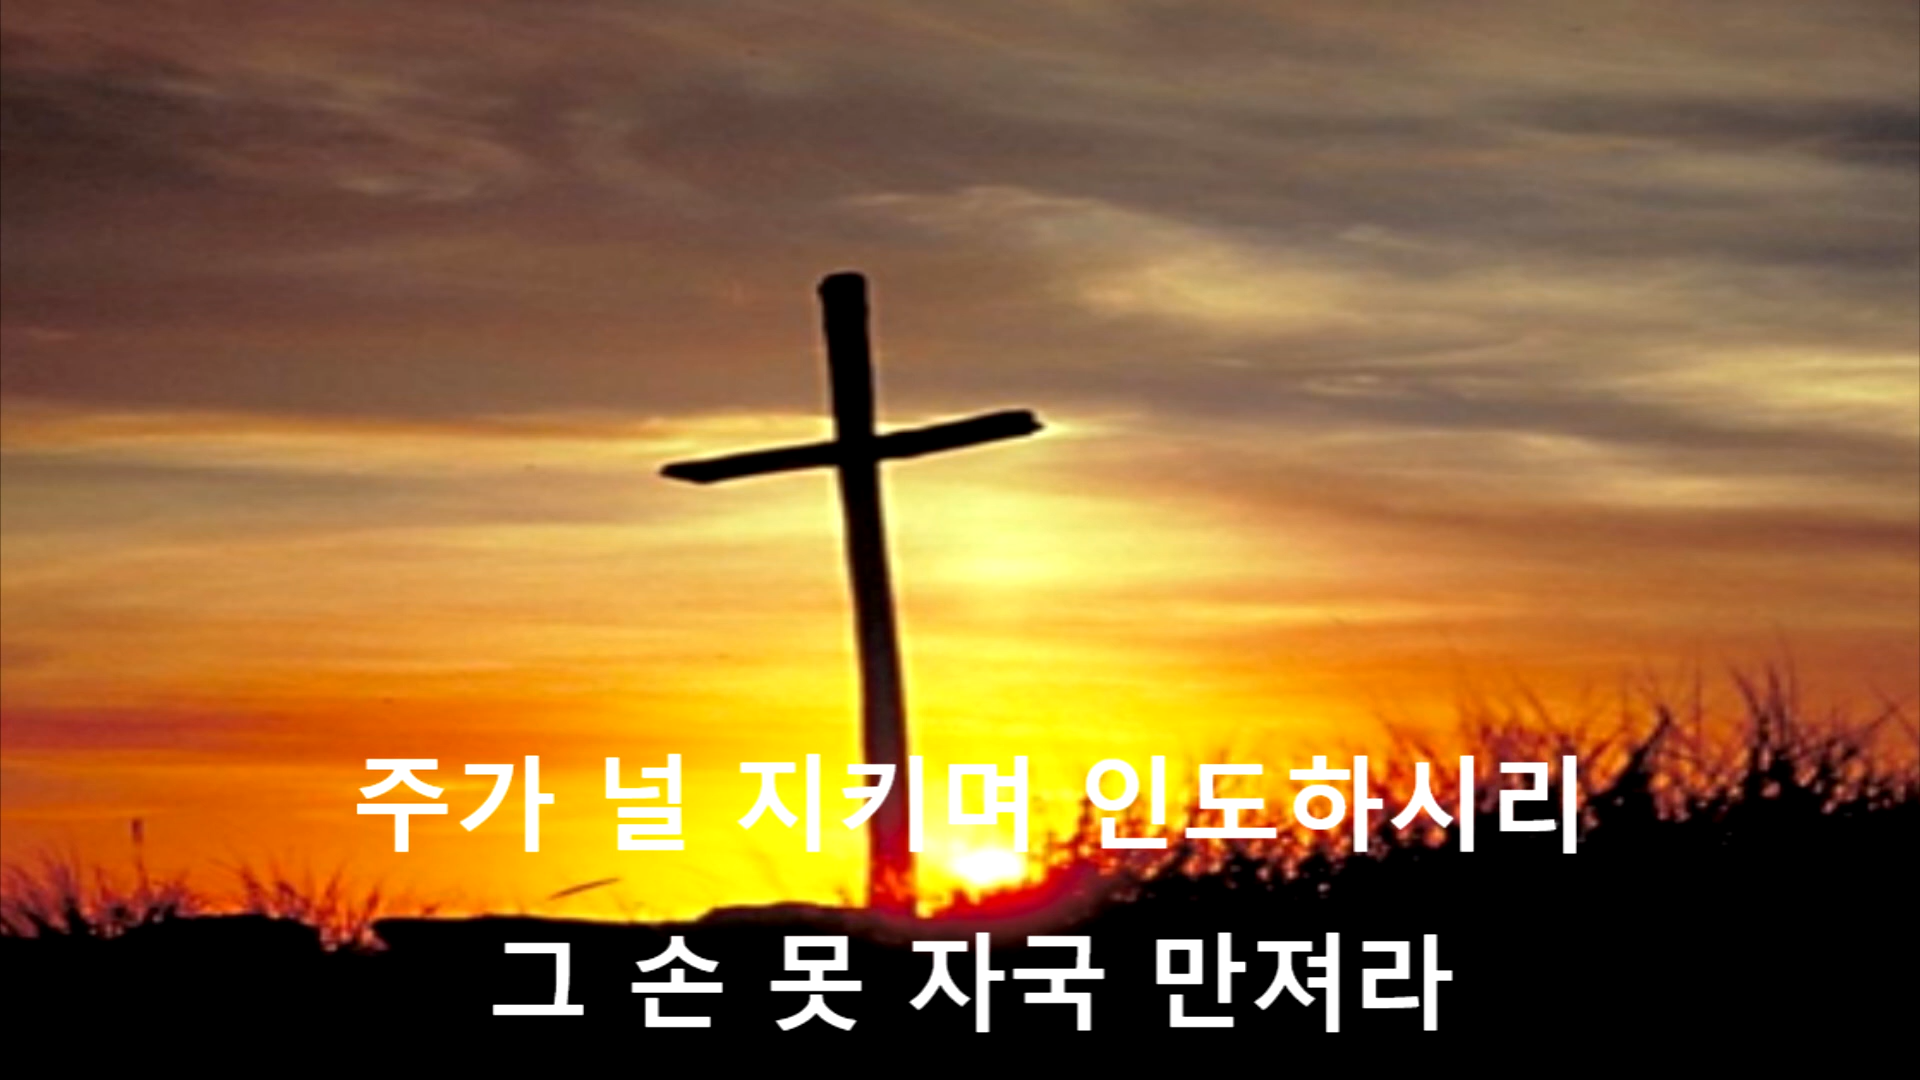 주가 널 지키며 인도하시리
그 손 못 자국 만져라